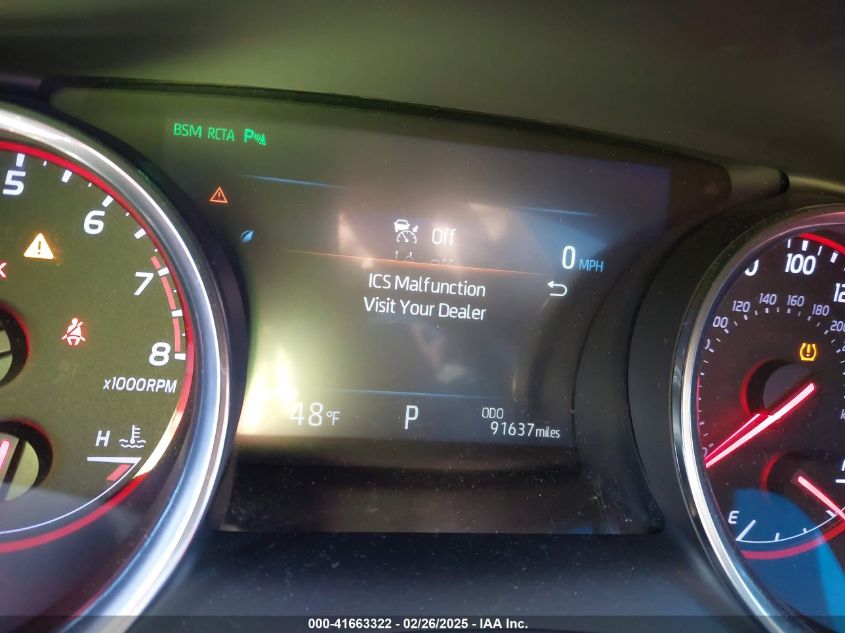 BSM RCTA P
5
6
7
8
x1000RPM
H
Off
0 MPH
ICS Malfunction
Visit Your Dealer
48°F
P
ODO
91637 miles
100
120
140
160
180
200
E
000-41663322 / 02/26/2025 - IAA Inc.